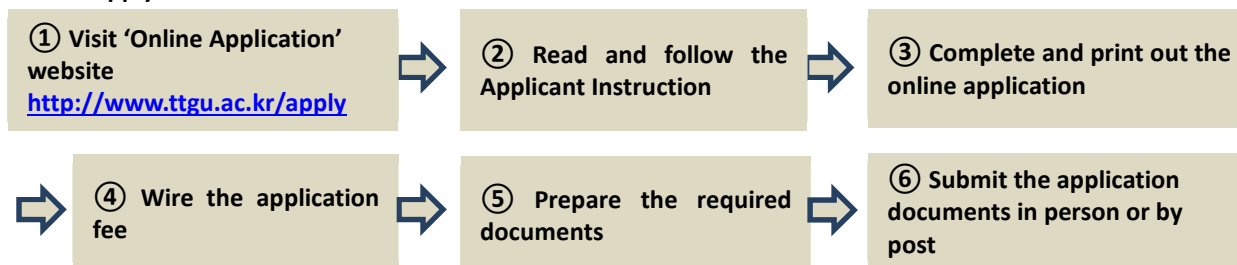 ① Visit ‘Online Application’
website
http://www.ttgu.ac.kr/apply
② Read and follow the
Applicant Instruction
③ Complete and print out the
online application
④ Wire the application
fee
⑤ Prepare the required
documents
⑥ Submit the application
documents in person or by
post